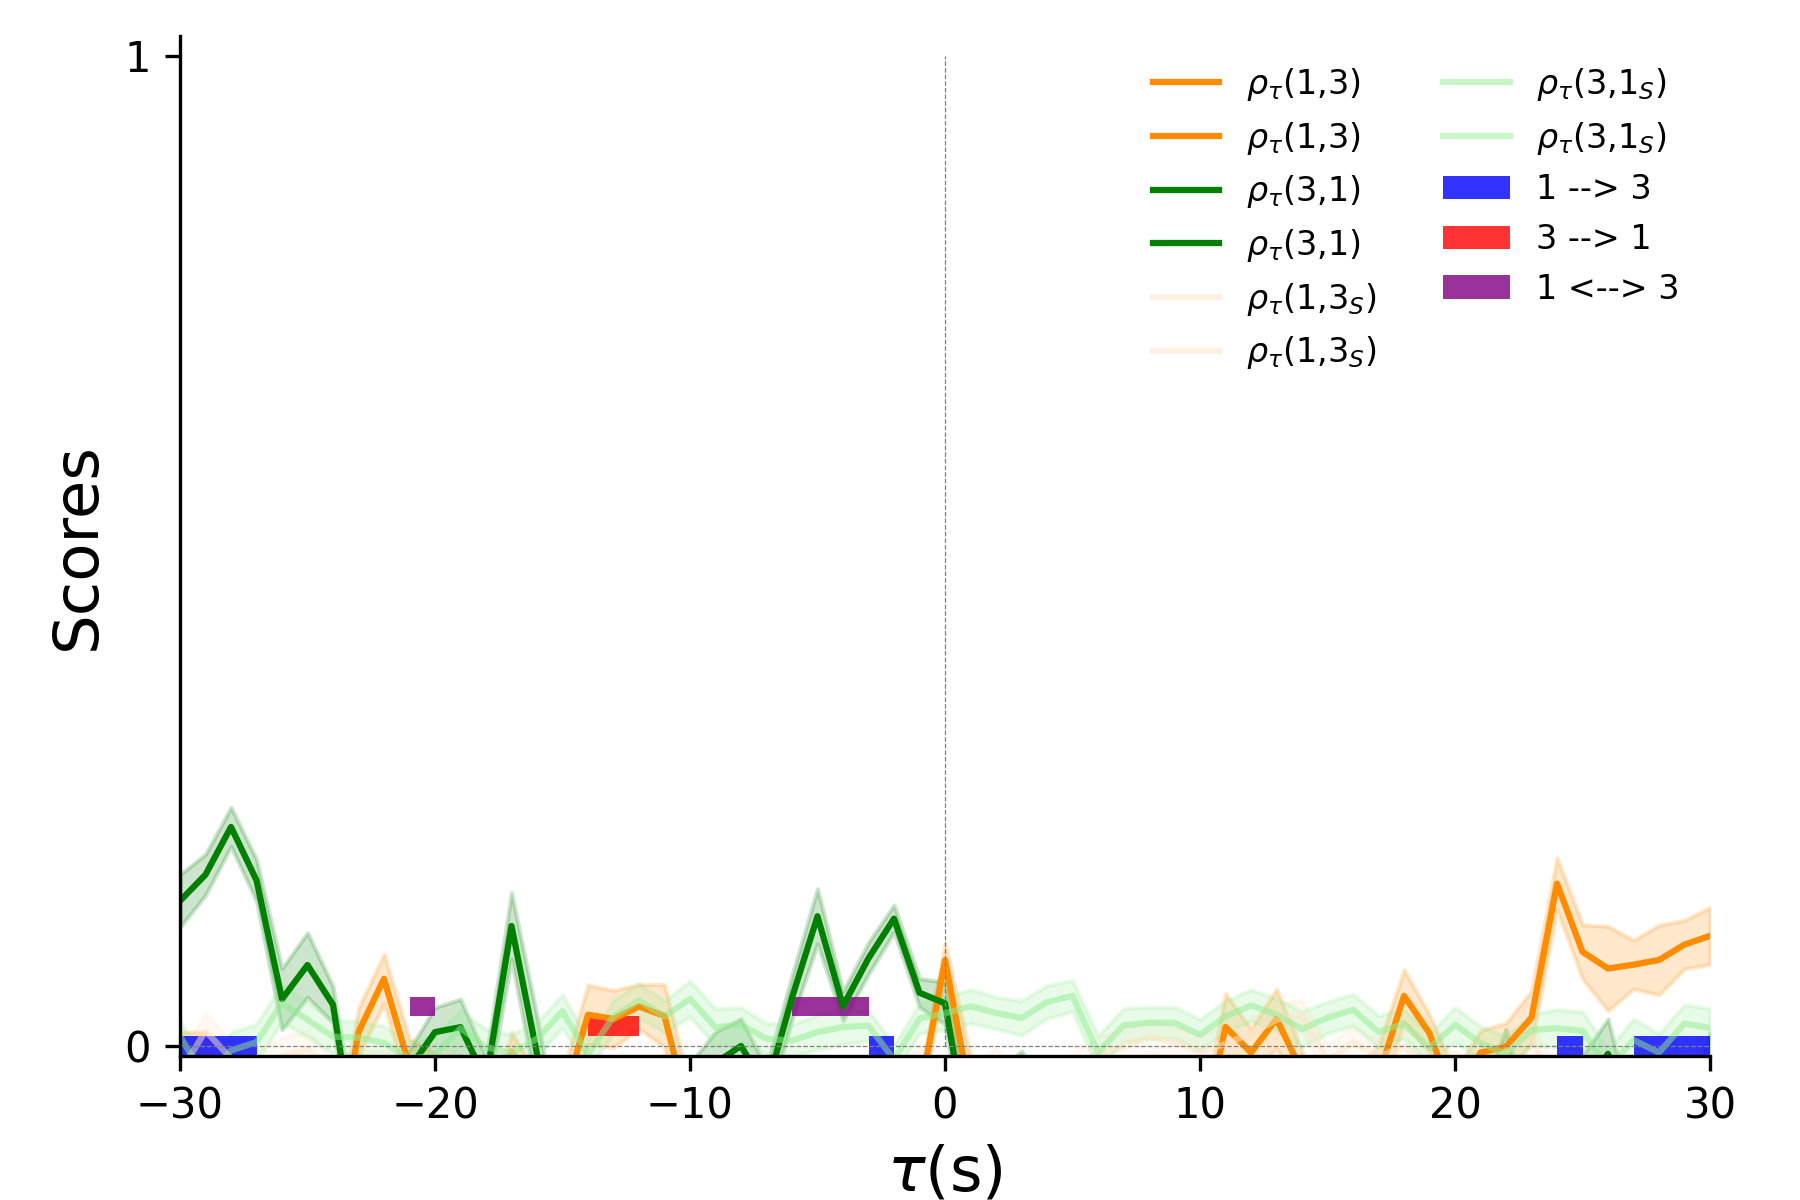 Scores
1
0
−30 −20 −10 0 10 20 30
τ(s)
ρτ(1,3)
ρτ(1,3)
ρτ(3,1)
ρτ(3,1)
ρτ(1,3S)
ρτ(1,3S)
ρτ(3,1S)
ρτ(3,1S)
1 --> 3
3 --> 1
1 <--> 3